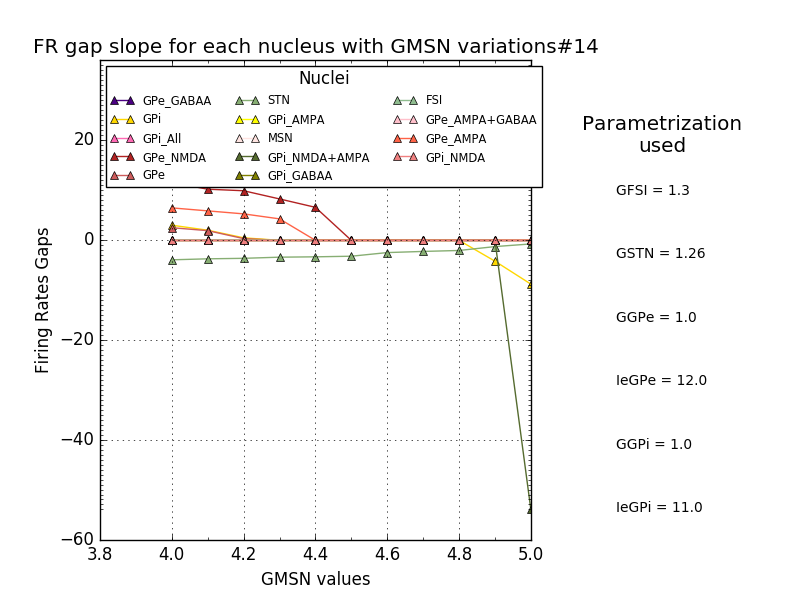 FR gap slope for each nucleus with GMSN variations#14
Nuclei
GPe_GABAA
GPi
GPi_All
GPe_NMDA
GPe
STN
GPi_AMPA
MSN
GPi_NMDA+AMPA
GPi_GABAA
FSI
GPe_AMPA+GABAA
GPe_AMPA
GPi_NMDA
20
0
−20
−40
−60
Firing Rates Gaps
3.8 4.0 4.2 4.4 4.6 4.8 5.0
GMSN values
Parametrization
used
GFSI = 1.3
GSTN = 1.26
GGPe = 1.0
IeGPe = 12.0
GGPi = 1.0
IeGPi = 11.0